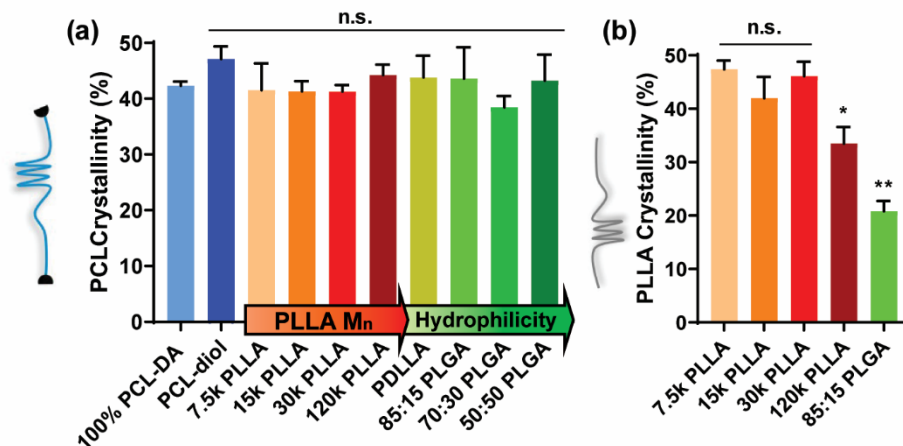 (a)
n.s.
PCLCrystallinity (%)
50
40
30
20
10
0
PLLA Mn
Hydrophilicity
100% PCL-DA
PCL-diol
7.5k PLLA
15k PLLA
30k PLLA
120k PLLA
PDLLA
85:15 PLGA
70:30 PLGA
50:50 PLGA
(b)
n.s.
PLLA Crystallinity (%)
50
40
30
20
10
0
*
**
7.5k PLLA
15k PLLA
30k PLLA
120k PLLA
85:15 PLGA